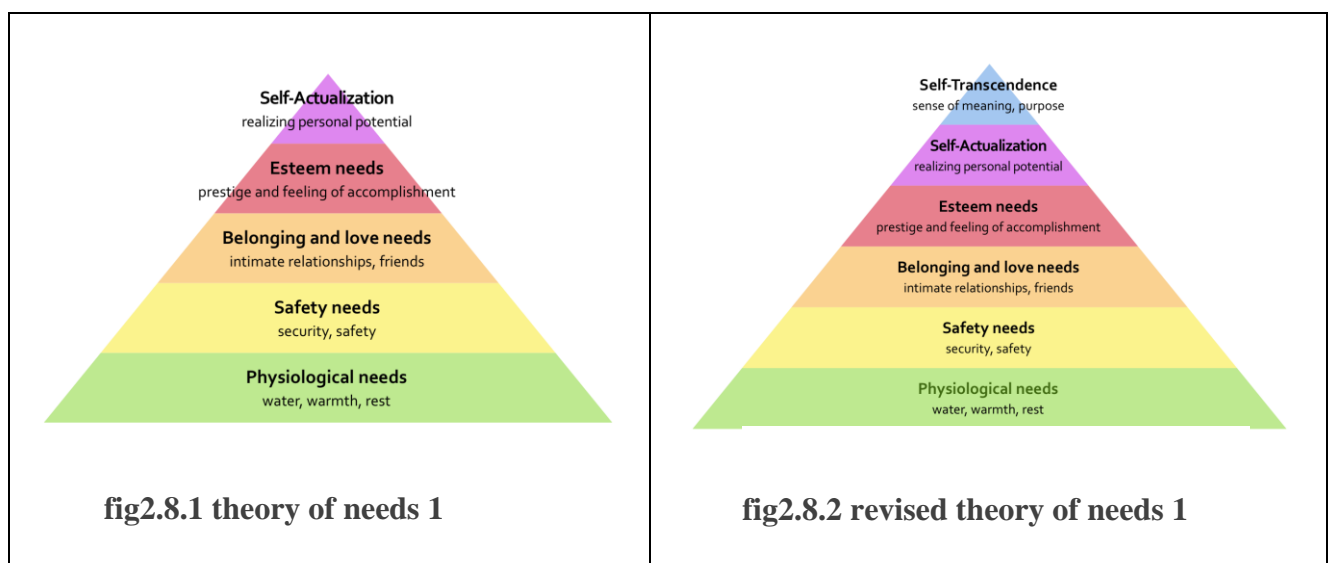 Self-Actualization
realizing personal potential
Esteem needs
prestige and feeling of accomplishment
Belonging and love needs
intimate relationships, friends
Safety needs
security, safety
Physiological needs
water, warmth, rest
fig2.8.1 theory of needs 1
Self-Transcendence
sense of meaning, purpose
Self-Actualization
realizing personal potential
Esteem needs
prestige and feeling of accomplishment
Belonging and love needs
intimate relationships, friends
Safety needs
security, safety
Physiological needs
water, warmth, rest
fig2.8.2 revised theory of needs 1